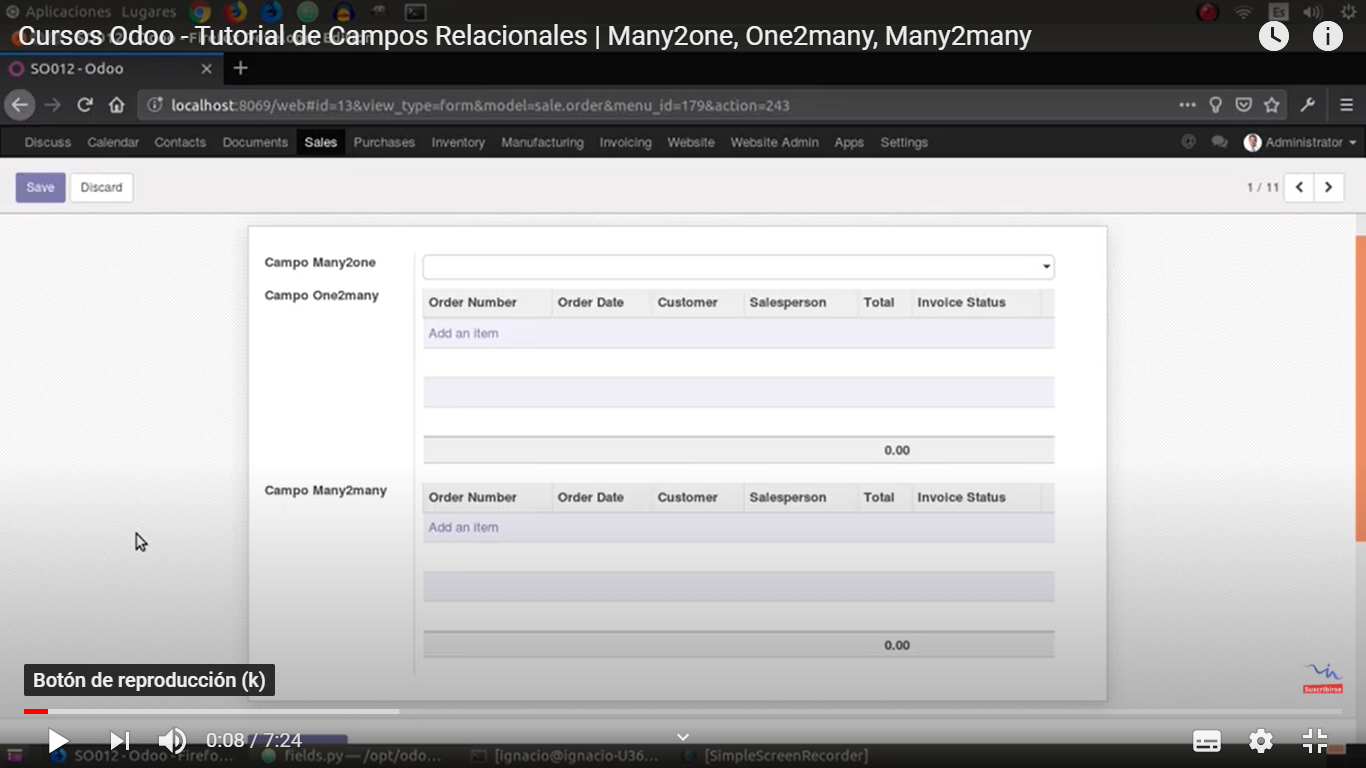 Aplicaciones Lugares Es
Cursos Odoo - Tutorial de Campos Relacionales | Many2one, One2many, Many2many
SO012 - Odoo
localhost:8069/web#id=13&view_type=form&model=sale.order&menu_id=179&action=243
Discuss Calendar Contacts Documents Sales Purchases Inventory Manufacturing Invoicing Website Website Admin Apps Settings Administrator
Save Discard 1 / 11
Campo Many2one
Campo One2many
Order Number Order Date Customer Salesperson Total Invoice Status
Add an item
0.00
Campo Many2many
Order Number Order Date Customer Salesperson Total Invoice Status
Add an item
0.00
Botón de reproducción (k)
Suscribirse
0:08 / 7:24
SO012 - Odoo - Firefo... fields.py — /opt/odo... [ignacio@ignacio-U36... [SimpleScreenRecorder]